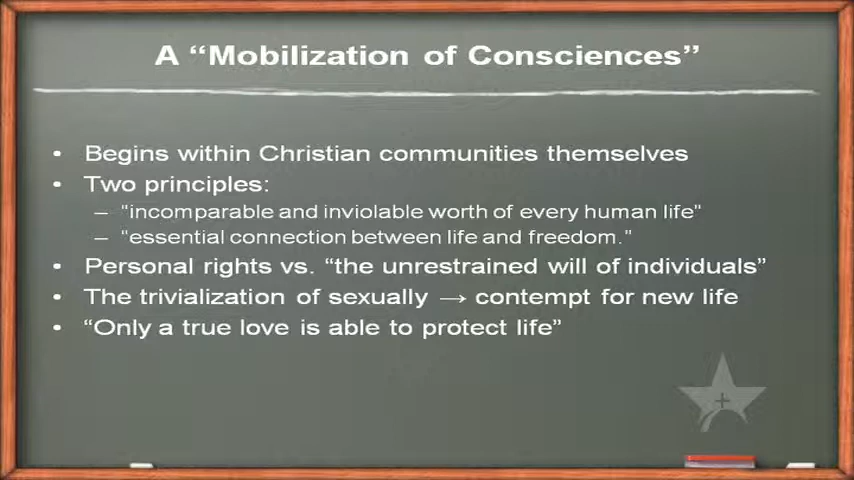 A “Mobilization of Consciences”
• Begins within Christian communities themselves
• Two principles:
– “incomparable and inviolable worth of every human life”
– “essential connection between life and freedom.”
• Personal rights vs. “the unrestrained will of individuals”
• The trivialization of sexually → contempt for new life
• “Only a true love is able to protect life”